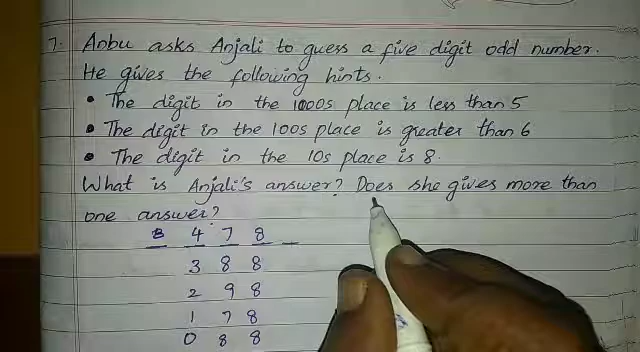 7. Anbu asks Anjali to guess a five digit odd number.
He gives the following hints.
• The digit in the 1000s place is less than 5
• The digit in the 100s place is greater than 6
• The digit in the 10s place is 8.
What is Anjali's answer? Does she gives more than
one answer?
4 7 8
3 8 8
2 9 8
1 7 8
0 8 8